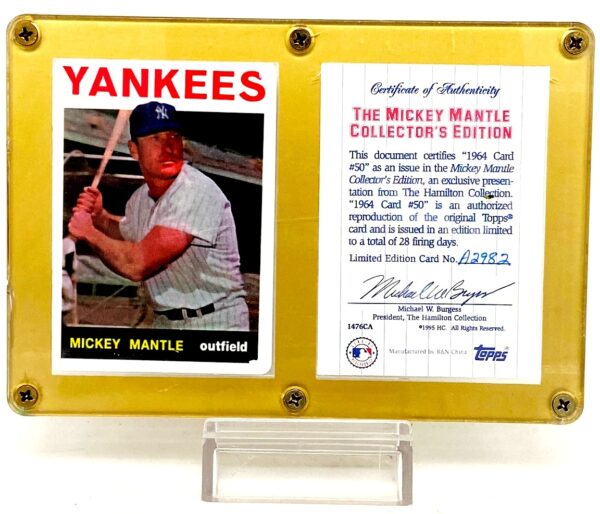 YANKEES
NY
MICKEY MANTLE outfield
Certificate of Authenticity
THE MICKEY MANTLE
COLLECTOR'S EDITION
This document certifies "1964 Card
#50" as an issue in the Mickey Mantle
Collector's Edition, an exclusive presen-
tation from The Hamilton Collection.
"1964 Card #50" is an authorized
reproduction of the original Topps®
card and is issued in an edition limited
to a total of 28 firing days.
Limited Edition Card No. A2982
Michael W. Burgess
Michael W. Burgess
President, The Hamilton Collection
1476CA ©1995 HC. All Rights Reserved.
Manufactured by R&N China
TOPPS